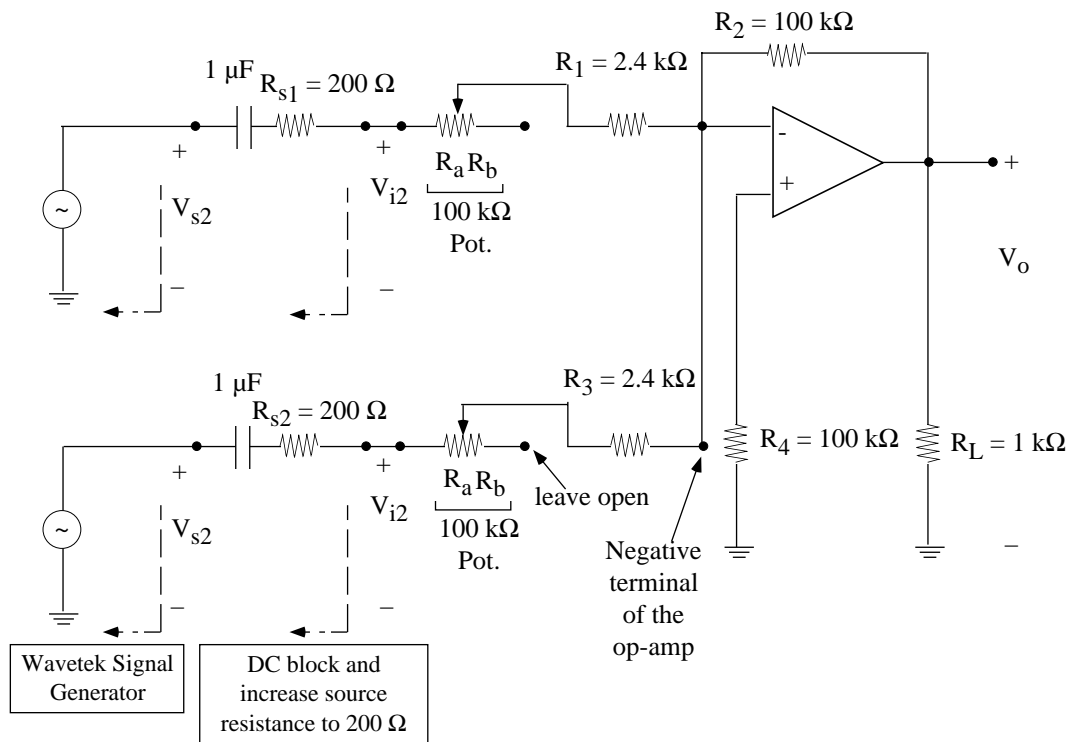 R2 = 100 kΩ
1 μF
Rs1 = 200 Ω
R1 = 2.4 kΩ
-
+
+
+
~
Vs2
Vi2
Ra Rb
100 kΩ
Pot.
+
Vo
–
–
1 μF
Rs2 = 200 Ω
R3 = 2.4 kΩ
R4 = 100 kΩ
RL = 1 kΩ
+
+
~
Vs2
Vi2
Ra Rb
100 kΩ
Pot.
leave open
–
–
–
Negative
terminal
of the
op-amp
Wavetek Signal
Generator
DC block and
increase source
resistance to 200 Ω